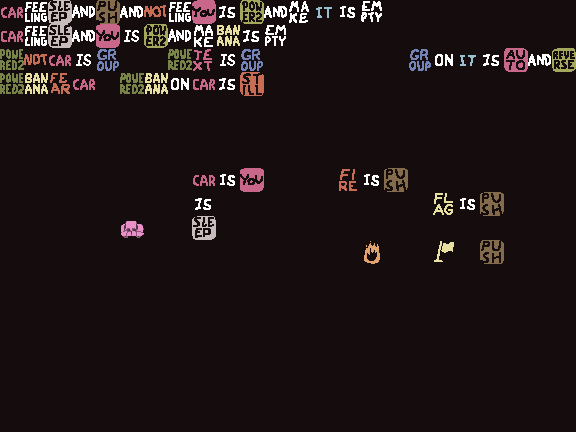 CAR FEELING SLEEP AND PUSH AND NOT FEELING YOU IS POWER2 AND MAKE IT IS EMPTY
CAR FEELING SLEEP AND YOU IS POWER2 AND MAKE BANANA IS EMPTY
POWERED2 NOT CAR IS GROUP POWERED2 TEXT IS GROUP GROUP ON IT IS AUTO AND REVERSE
POWERED2 BANANA FEAR CAR POWERED2 BANANA ON CAR IS STILL
CAR IS YOU FIRE IS PUSH
IS FLAG IS PUSH
SLEEP
PUSH